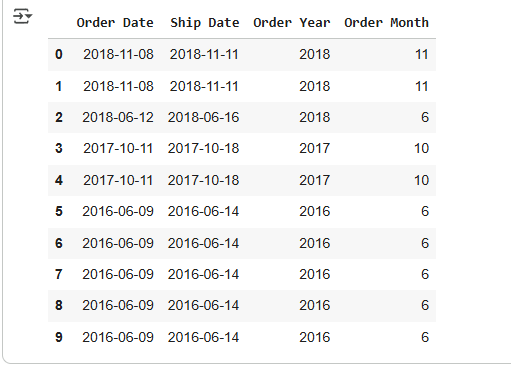 Order Date Ship Date Order Year Order Month
0 2018-11-08 2018-11-11 2018 11
1 2018-11-08 2018-11-11 2018 11
2 2018-06-12 2018-06-16 2018 6
3 2017-10-11 2017-10-18 2017 10
4 2017-10-11 2017-10-18 2017 10
5 2016-06-09 2016-06-14 2016 6
6 2016-06-09 2016-06-14 2016 6
7 2016-06-09 2016-06-14 2016 6
8 2016-06-09 2016-06-14 2016 6
9 2016-06-09 2016-06-14 2016 6